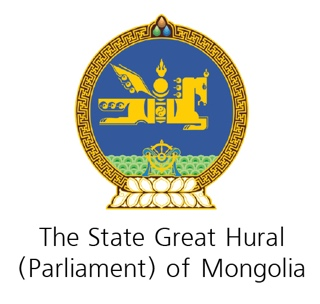 The State Great Hural
(Parliament) of Mongolia